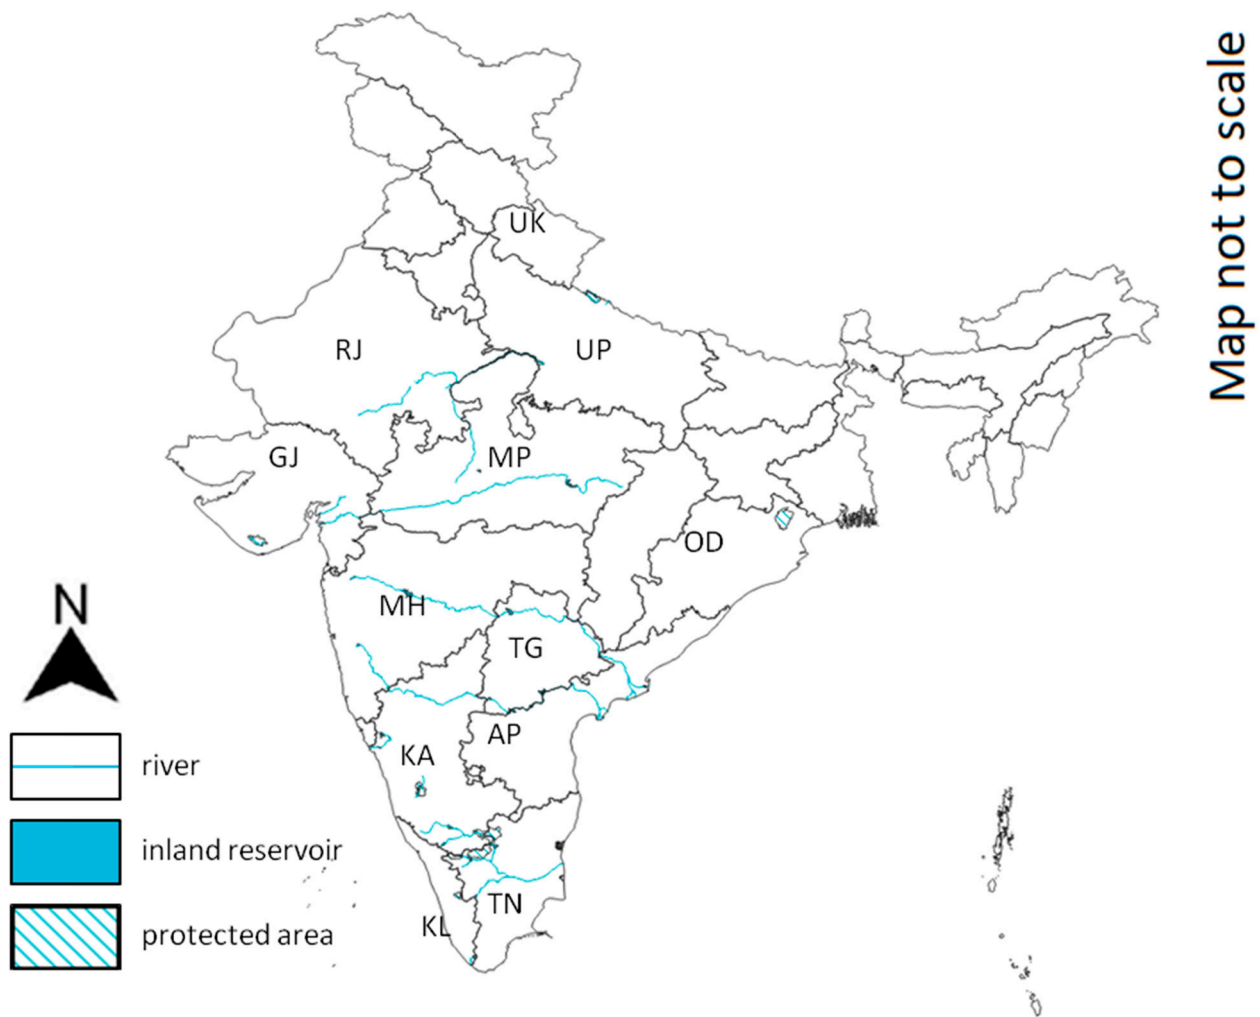 Map not to scale
UK
RJ
UP
GJ
MP
OD
MH
TG
AP
KA
TN
KL
N
river
inland reservoir
protected area